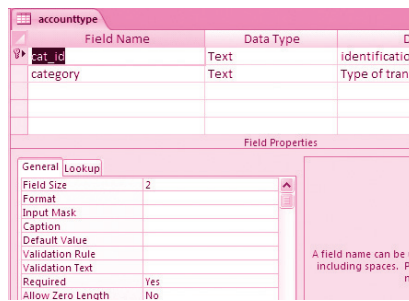 accounttype
Field Name Data Type D
cat_id Text identificatio
category Text Type of tran
Field Properties
General Lookup
Field Size 2
Format
Input Mask
Caption
Default Value
Validation Rule
Validation Text
Required Yes
Allow Zero Length No
A field name can be
including spaces. P